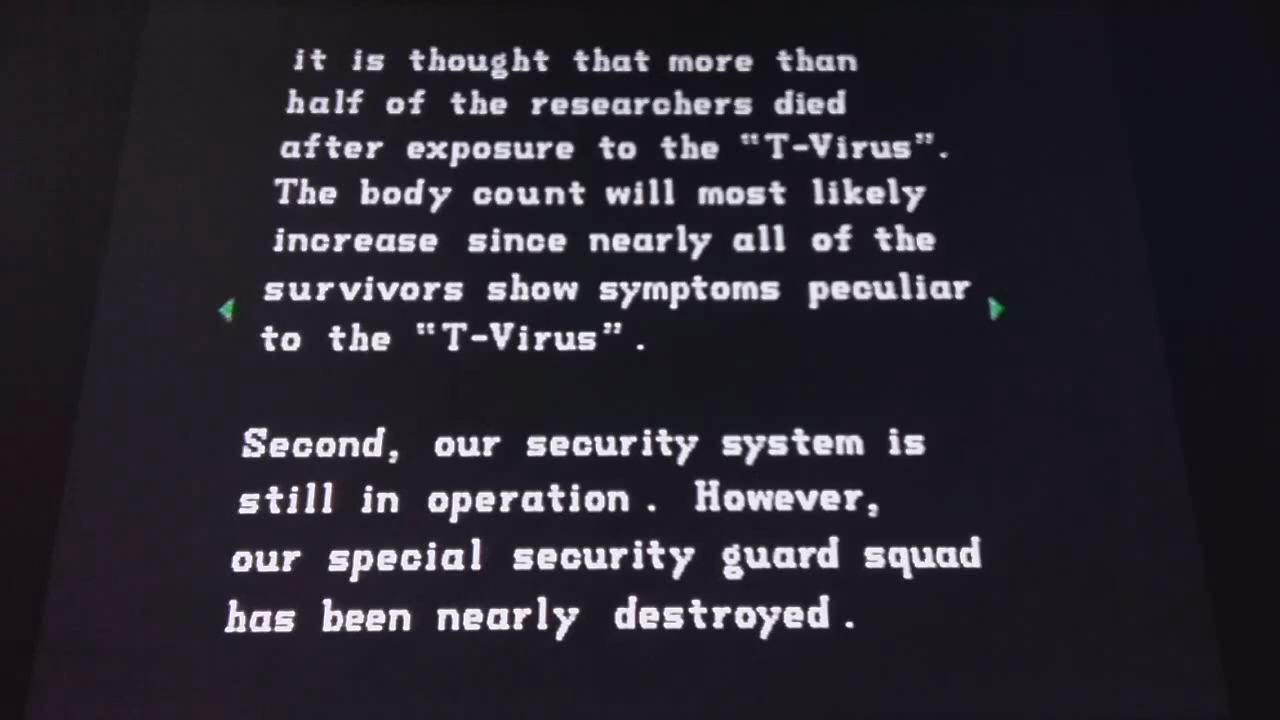 it is thought that more than
half of the researchers died
after exposure to the "T-Virus".
The body count will most likely
increase since nearly all of the
survivors show symptoms peculiar
to the "T-Virus".
Second, our security system is
still in operation. However,
our special security guard squad
has been nearly destroyed.